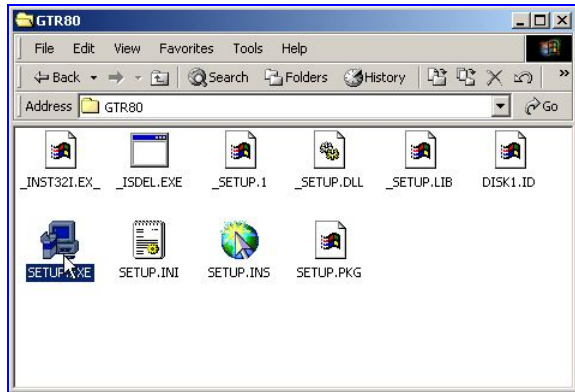 GTR80
File Edit View Favorites Tools Help
Back Search Folders History »
Address GTR80 Go
_INST32I.EX_ _ISDEL.EXE _SETUP.1 _SETUP.DLL _SETUP.LIB DISK1.ID
SETUP.EXE SETUP.INI SETUP.INS SETUP.PKG